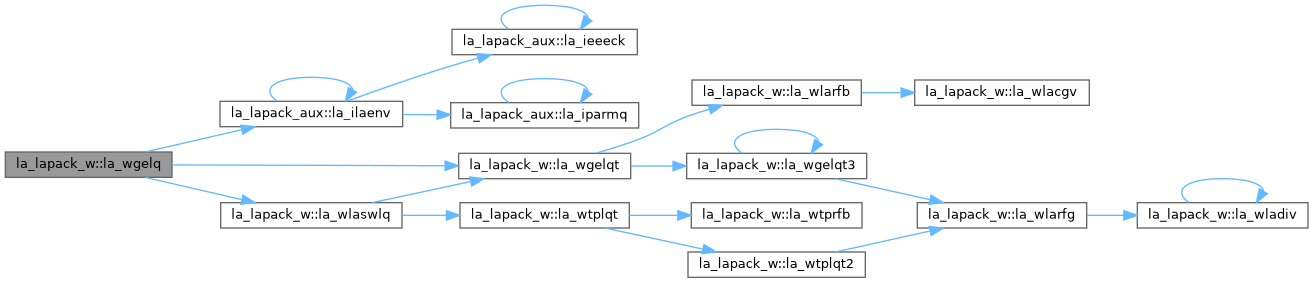 la_lapack_aux::la_ieeeck
la_lapack_w::la_wlarfb
la_lapack_w::la_wlacgv
la_lapack_aux::la_ilaenv
la_lapack_aux::la_iparmq
la_lapack_w::la_wgelq
la_lapack_w::la_wgelqt
la_lapack_w::la_wgelqt3
la_lapack_w::la_wlaswlq
la_lapack_w::la_wtplqt
la_lapack_w::la_wtprfb
la_lapack_w::la_wlarfg
la_lapack_w::la_wladiv
la_lapack_w::la_wtplqt2